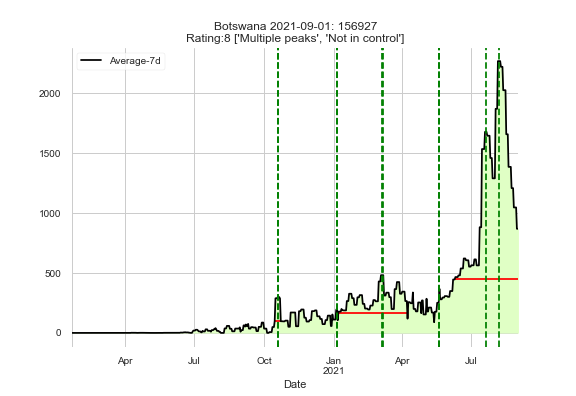 Botswana 2021-09-01: 156927
Rating:8 ['Multiple peaks', 'Not in control']
Average-7d
2000
1500
1000
500
0
Apr Jul Oct Jan Apr Jul
2021
Date